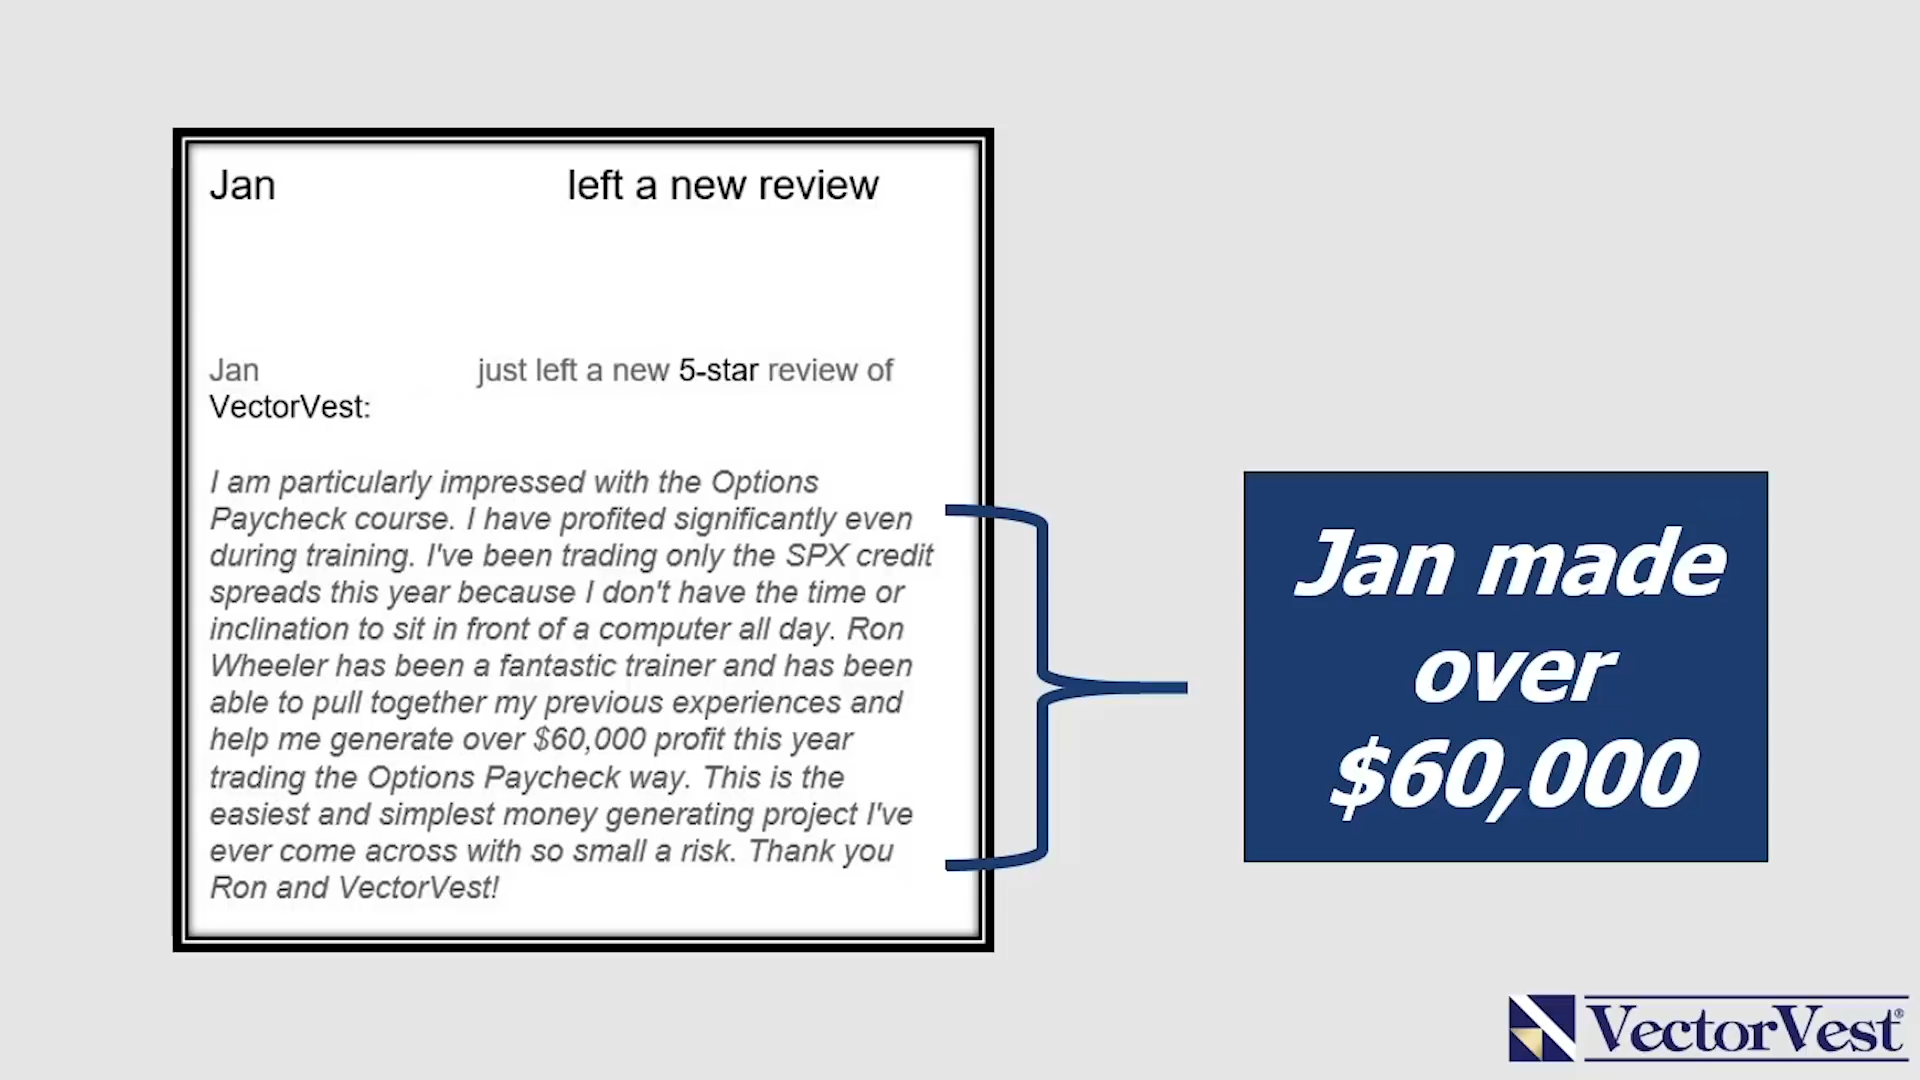 Jan left a new review
Jan just left a new 5-star review of
VectorVest:
I am particularly impressed with the Options
Paycheck course. I have profited significantly even
during training. I've been trading only the SPX credit
spreads this year because I don't have the time or
inclination to sit in front of a computer all day. Ron
Wheeler has been a fantastic trainer and has been
able to pull together my previous experiences and
help me generate over $60,000 profit this year
trading the Options Paycheck way. This is the
easiest and simplest money generating project I've
ever come across with so small a risk. Thank you
Ron and VectorVest!
Jan made
over
$60,000
VectorVest®